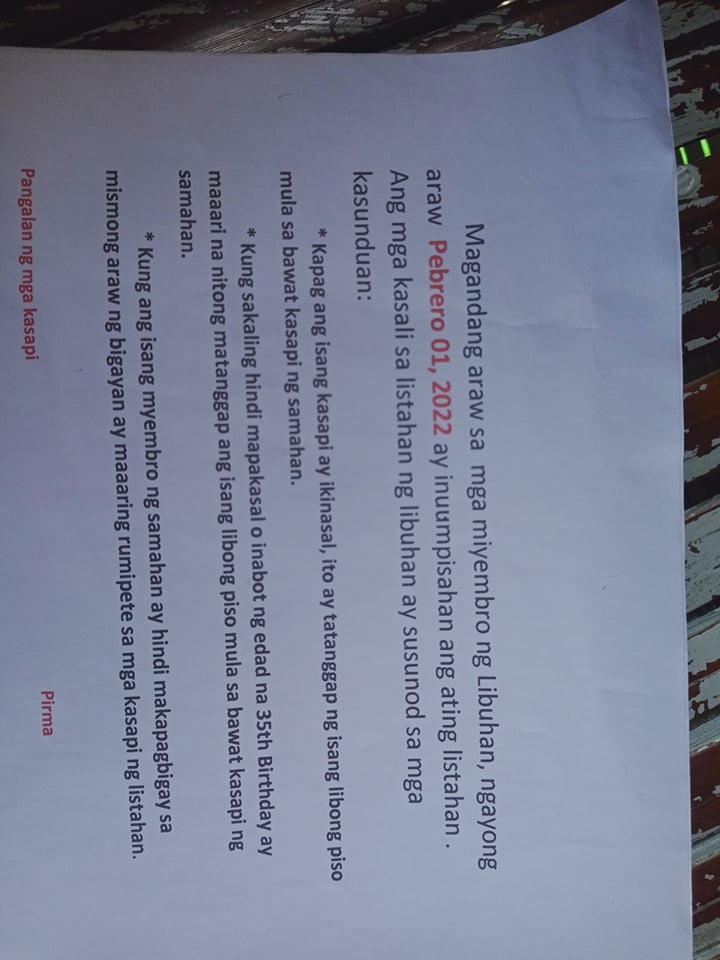 Magandang araw sa mga miyembro ng Libuhan, ngayong
araw Pebrero 01, 2022 ay inuumpisahan ang ating listahan .
Ang mga kasali sa listahan ng libuhan ay susunod sa mga
kasunduan:
* Kapag ang isang kasapi ay ikinasal, ito ay tatanggap ng isang libong piso
mula sa bawat kasapi ng samahan.
* Kung sakaling hindi mapakasal o inabot ng edad na 35th Birthday ay
maaari na nitong matanggap ang isang libong piso mula sa bawat kasapi ng
samahan.
* Kung ang isang myembro ng samahan ay hindi makapagbigay sa
mismong araw ng bigayan ay maaaring rumipete sa mga kasapi ng listahan.
Pangalan ng mga kasapi Pirma